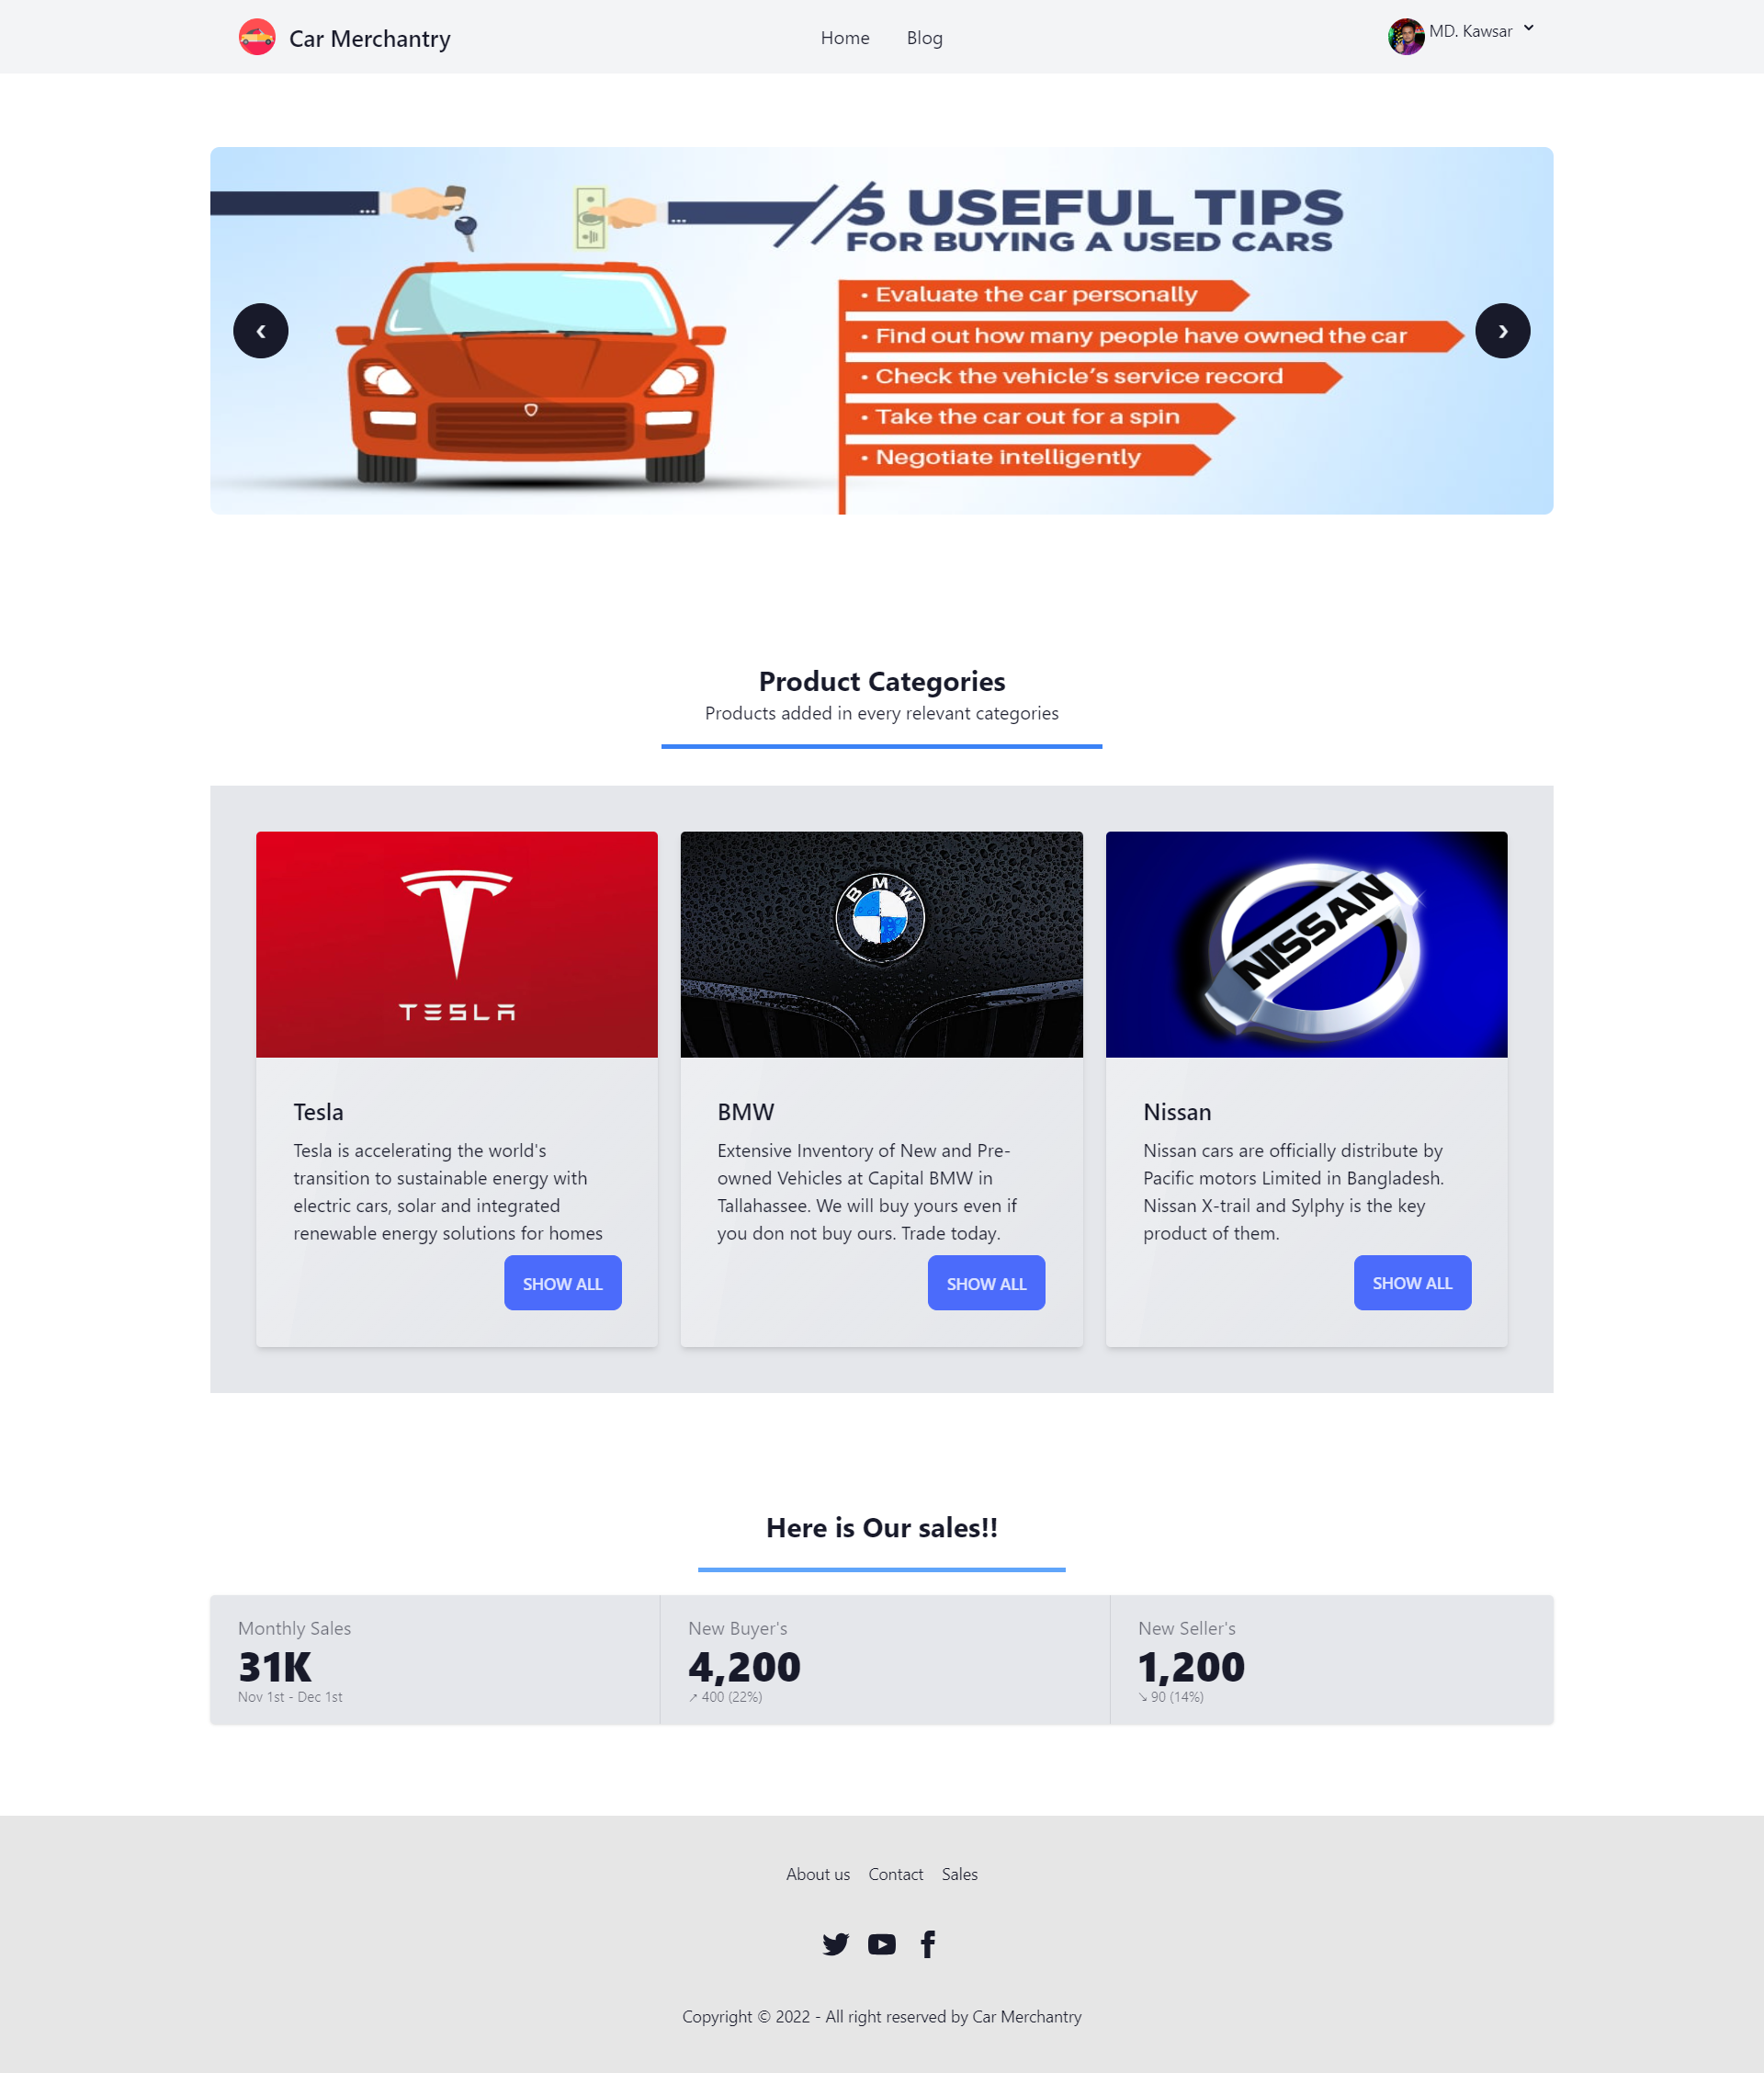 Car Merchantry
Home
Blog
MD. Kawsar
5 USEFUL TIPS
FOR BUYING A USED CARS
• Evaluate the car personally
• Find out how many people have owned the car
• Check the vehicle's service record
• Take the car out for a spin
• Negotiate intelligently
❮
❯
Product Categories
Products added in every relevant categories
TESLA
BMW
NISSAN
Tesla
Tesla is accelerating the world's
transition to sustainable energy with
electric cars, solar and integrated
renewable energy solutions for homes
SHOW ALL
BMW
Extensive Inventory of New and Pre-
owned Vehicles at Capital BMW in
Tallahassee. We will buy yours even if
you don not buy ours. Trade today.
SHOW ALL
Nissan
Nissan cars are officially distribute by
Pacific motors Limited in Bangladesh.
Nissan X-trail and Sylphy is the key
product of them.
SHOW ALL
Here is Our sales!!
Monthly Sales
31K
Nov 1st - Dec 1st
New Buyer's
4,200
↗︎ 400 (22%)
New Seller's
1,200
↘︎ 90 (14%)
About us
Contact
Sales
Copyright © 2022 - All right reserved by Car Merchantry